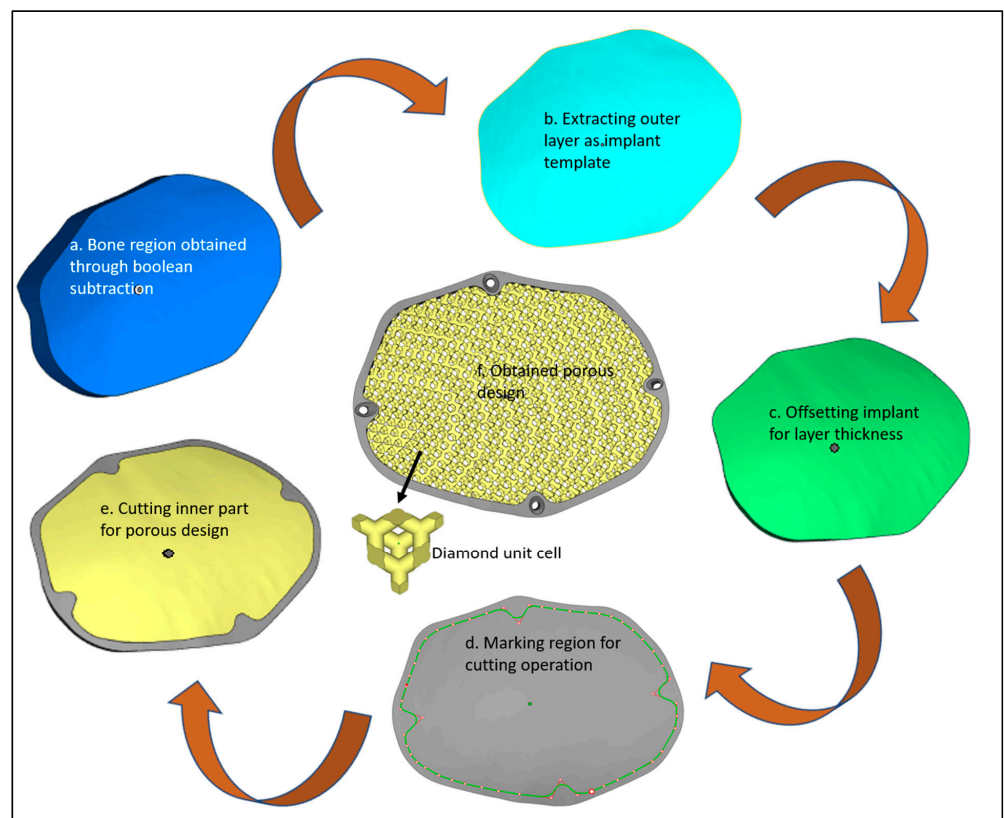 a. Bone region obtained
through boolean
subtraction
b. Extracting outer
layer as implant
template
c. Offsetting implant
for layer thickness
d. Marking region for
cutting operation
e. Cutting inner part
for porous design
f. Obtained porous
design
Diamond unit cell